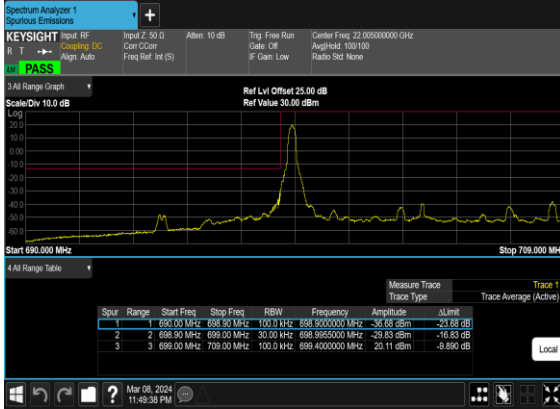 Spectrum Analyzer 1
Spurious Emissions
KEYSIGHT
R T
Input: RF
Coupling: DC
Align: Auto
Input Z: 50 Ω
Corr CCorr
Freq Ref: Int (S)
Atten: 10 dB
Trig: Free Run
Gate: Off
IF Gain: Low
Center Freq: 22.005000000 GHz
Avg|Hold: 100/100
Radio Std: None
PASS
3 All Range Graph
Ref Lvl Offset 25.00 dB
Scale/Div 10.0 dB
Ref Value 30.00 dBm
Log
20.0
10.0
0.00
-10.0
-20.0
-30.0
-40.0
-50.0
-60.0
Start 690.000 MHz
Stop 709.000 MH
4 All Range Table
Measure Trace Trace 1
Trace Type Trace Average (Active)
Spur Range Start Freq Stop Freq RBW Frequency Amplitude ΔLimit
1 1 690.00 MHz 698.90 MHz 100.0 kHz 698.9000000 MHz -36.68 dBm -23.68 dB
2 2 698.90 MHz 699.00 MHz 30.00 kHz 698.9955000 MHz -29.83 dBm -16.83 dB
3 3 699.00 MHz 709.00 MHz 100.0 kHz 699.4000000 MHz 20.11 dBm -9.890 dB
Local
?
Mar 08, 2024
11:49:38 PM